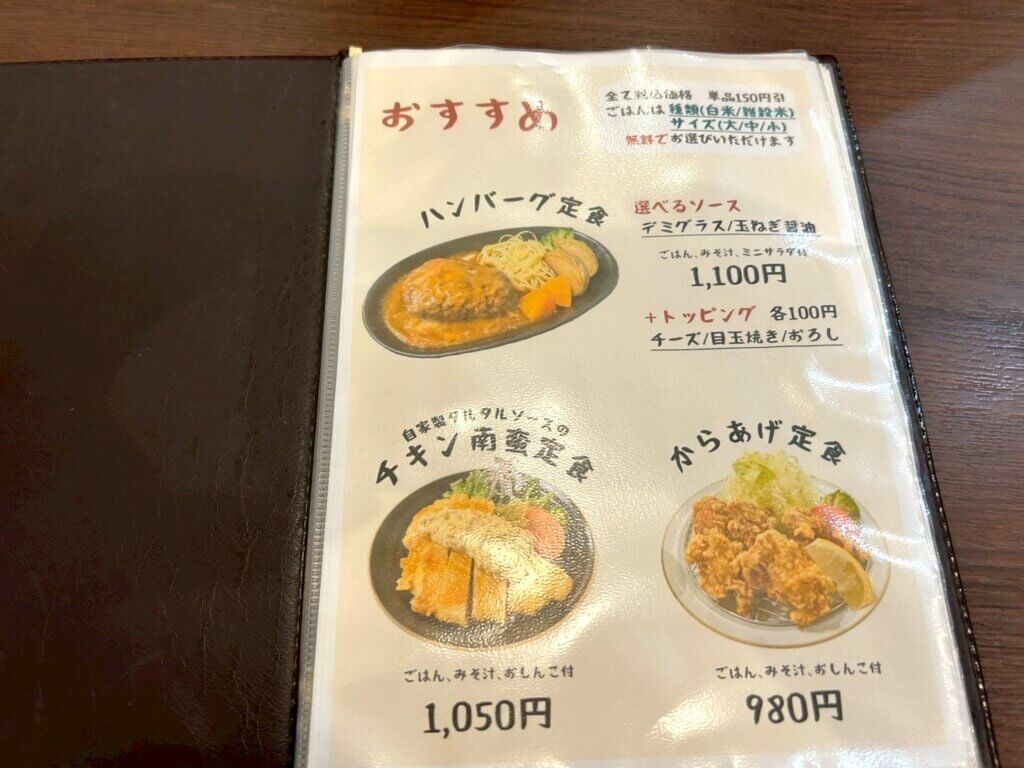 おすすめ
全て税込価格 単品150円引
ごはんは 種類(白米/雑穀米)
サイズ(大/中/小)
無料でお選びいただけます
ハンバーグ定食
選べるソース
デミグラス/玉ねぎ醤油
ごはん、みそ汁、ミニサラダ付
1,100円
+トッピング 各100円
チーズ/目玉焼き/おろし
自家製タルタルソースの
チキン南蛮定食
ごはん、みそ汁、おしんこ付
1,050円
からあげ定食
ごはん、みそ汁、おしんこ付
980円